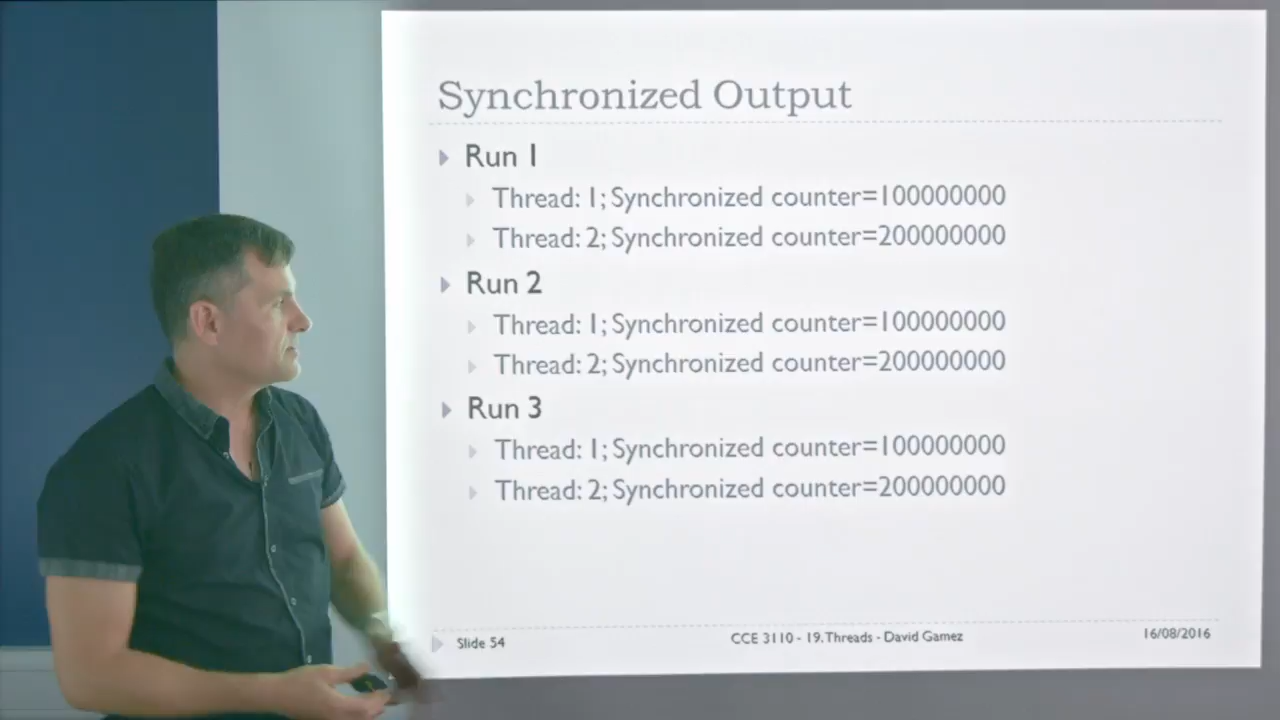 Synchronized Output
Run 1
Thread: 1; Synchronized counter=100000000
Thread: 2; Synchronized counter=200000000
Run 2
Thread: 1; Synchronized counter=100000000
Thread: 2; Synchronized counter=200000000
Run 3
Thread: 1; Synchronized counter=100000000
Thread: 2; Synchronized counter=200000000
Slide 54
CCE 3110 - 19.Threads - David Gamez
16/08/2016